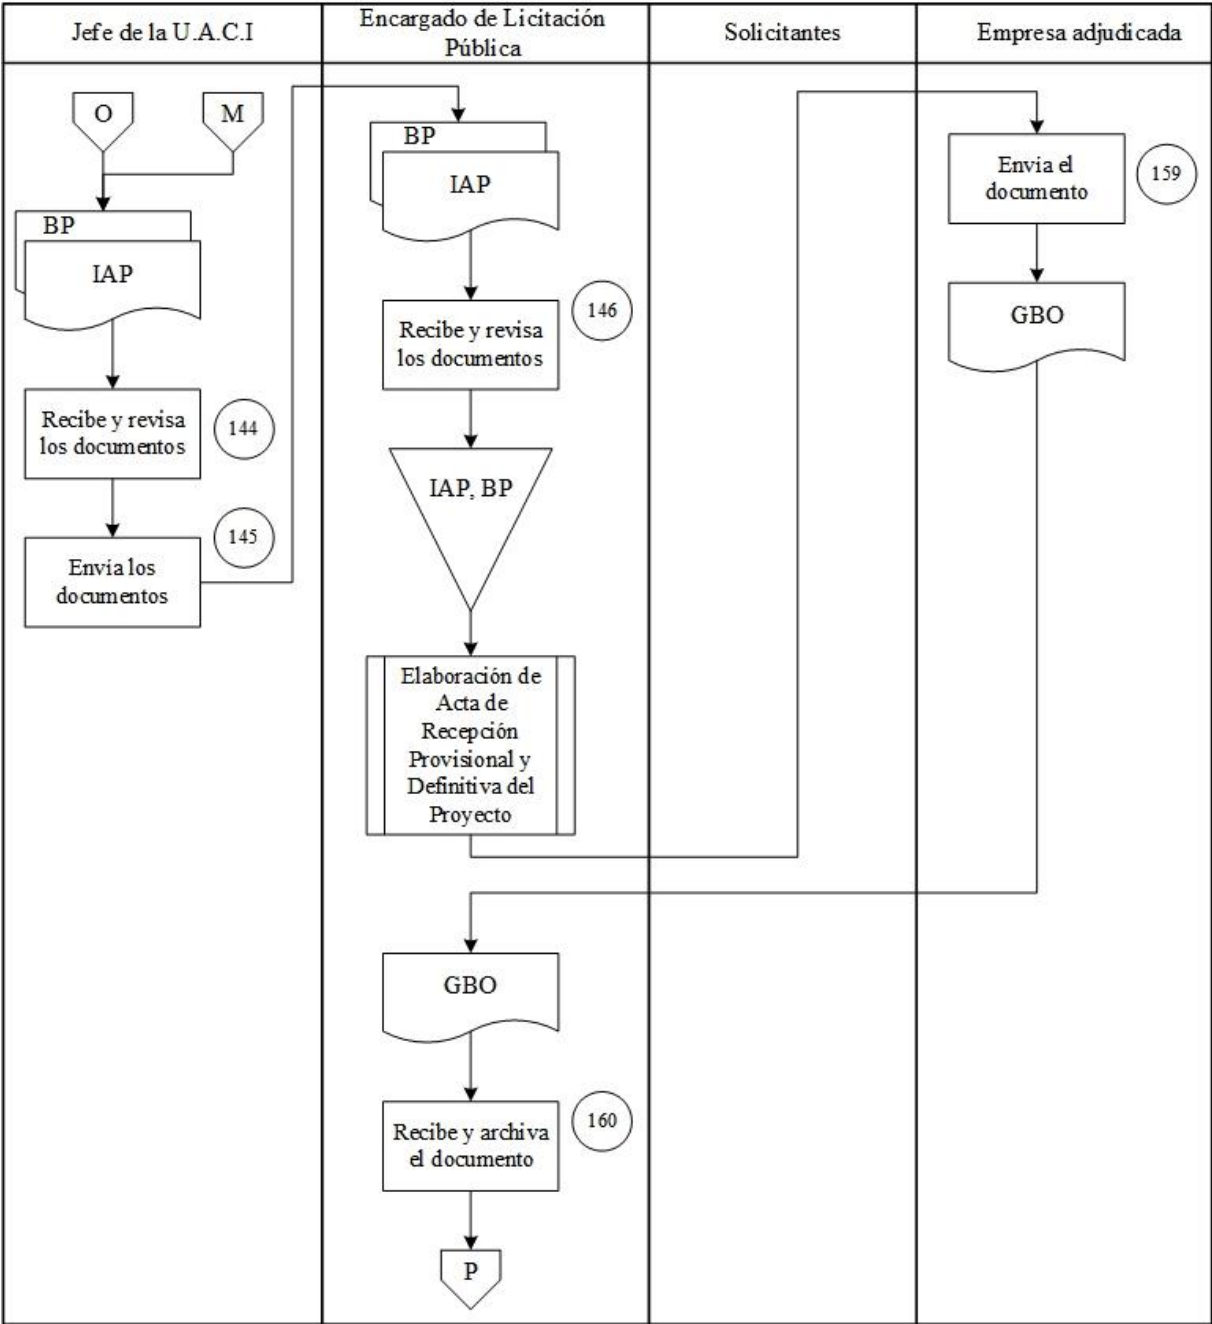 Jefe de la U.A.C.I
Encargado de Licitación
Pública
Solicitantes
Empresa adjudicada
O
M
BP
IAP
Recibe y revisa
los documentos
144
Envía los
documentos
145
BP
IAP
Recibe y revisa
los documentos
146
IAP, BP
Elaboración de
Acta de
Recepción
Provisional y
Definitiva del
Proyecto
Envía el
documento
159
GBO
GBO
Recibe y archiva
el documento
160
P